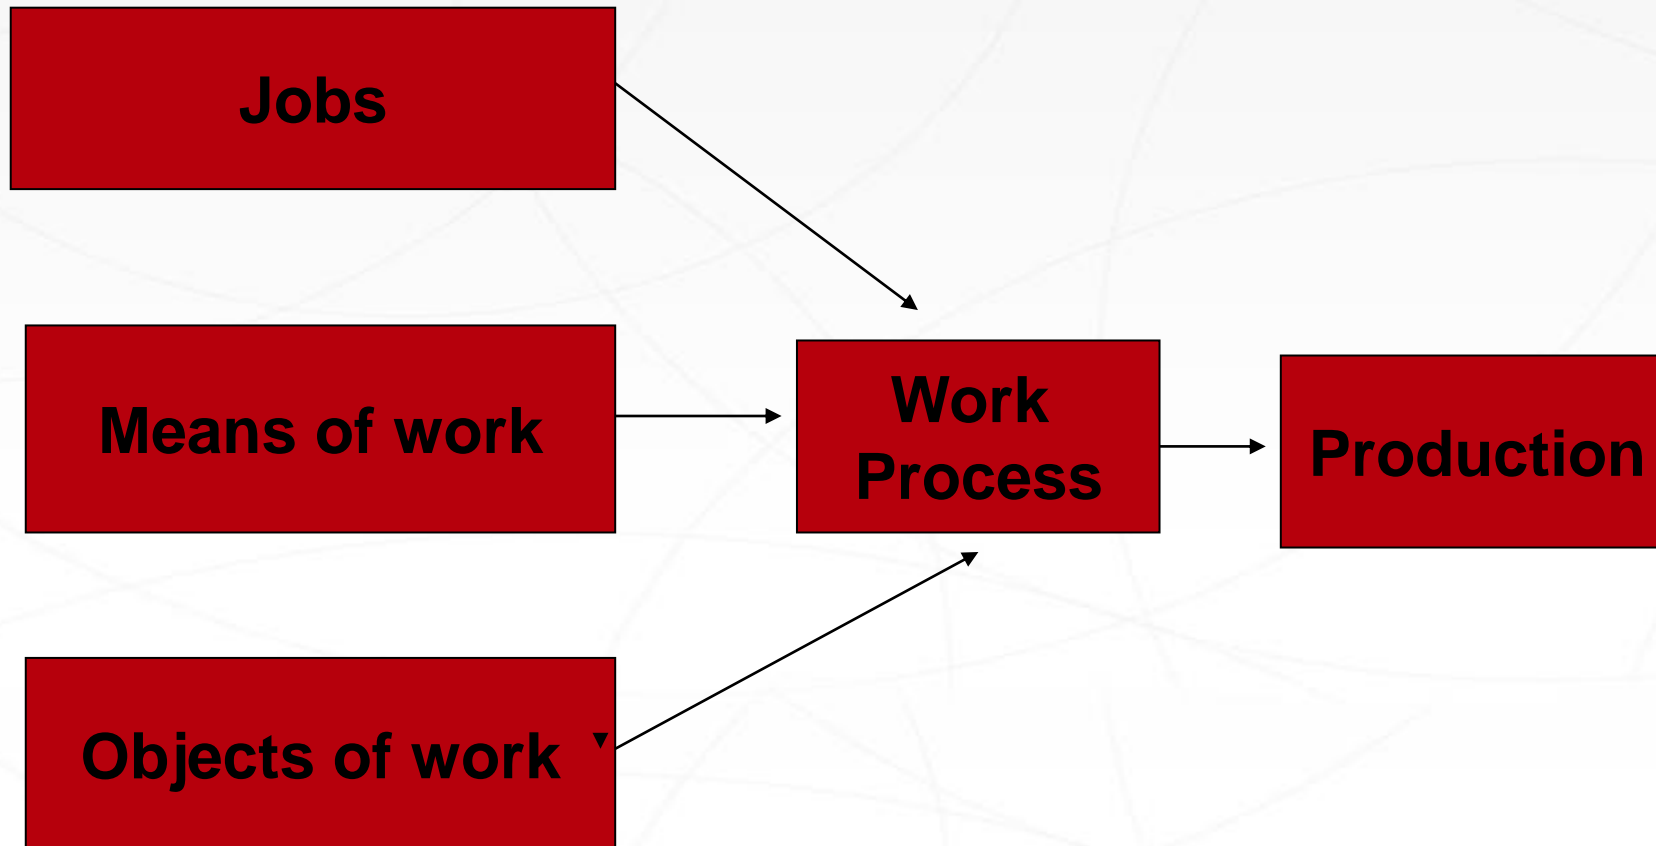 Jobs
Means of work
Work
Process
Production
Objects of work